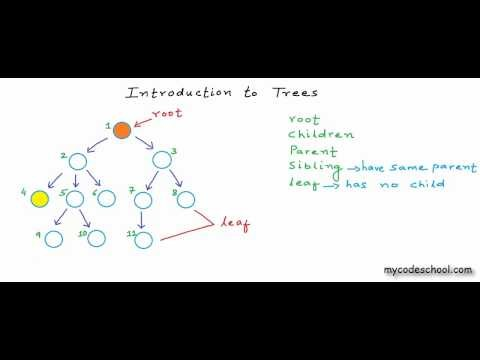 Introduction to Trees
root
1
2
3
4
5
6
7
8
9
10
11
leaf
root
Children
Parent
Sibling → have same parent
leaf → has no child
mycodeschool.com